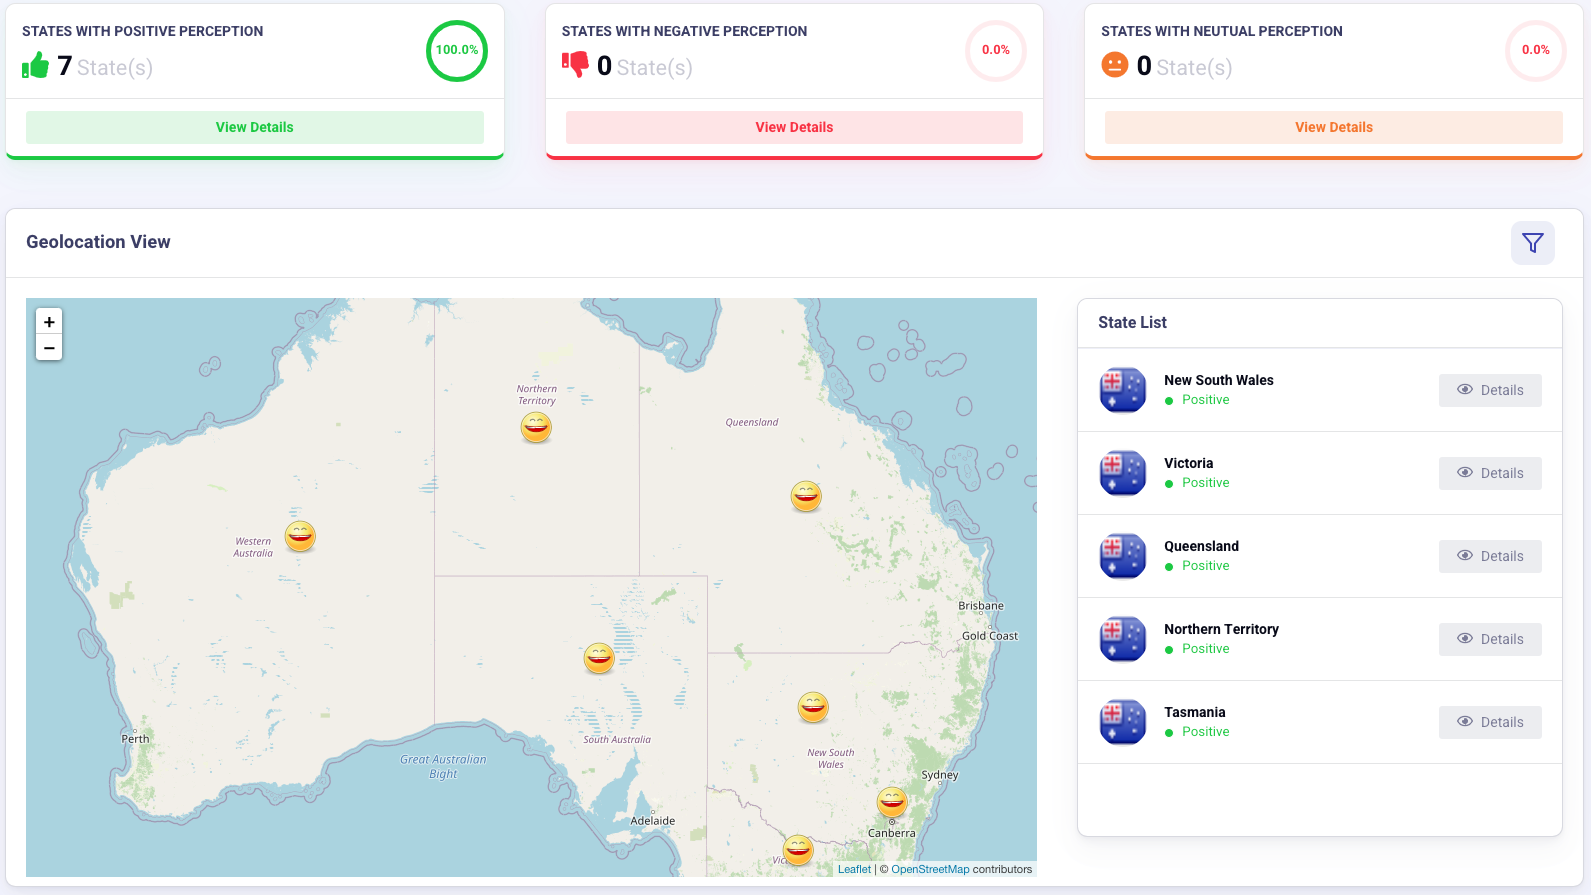 STATES WITH POSITIVE PERCEPTION
7 State(s)
100.0%
View Details
STATES WITH NEGATIVE PERCEPTION
0 State(s)
0.0%
View Details
STATES WITH NEUTUAL PERCEPTION
0 State(s)
0.0%
View Details
Geolocation View
+
−
Northern
Territory
Queensland
Western
Australia
Brisbane
Gold Coast
Perth
South Australia
Great Australian
Bight
New South
Wales
Sydney
Adelaide
Canberra
Leaflet | © OpenStreetMap contributors
State List
New South Wales
Positive
Details
Victoria
Positive
Details
Queensland
Positive
Details
Northern Territory
Positive
Details
Tasmania
Positive
Details